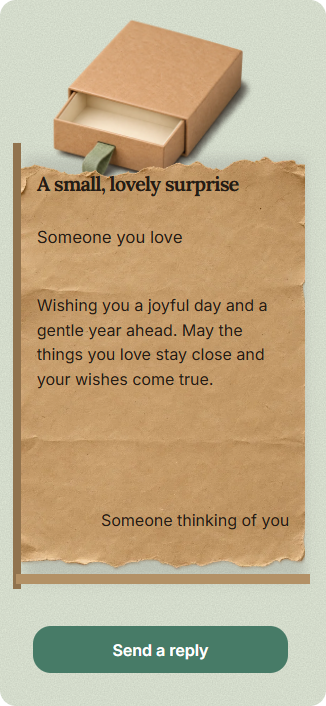 A small, lovely surprise
Someone you love
Wishing you a joyful day and a
gentle year ahead. May the
things you love stay close and
your wishes come true.
Someone thinking of you
Send a reply